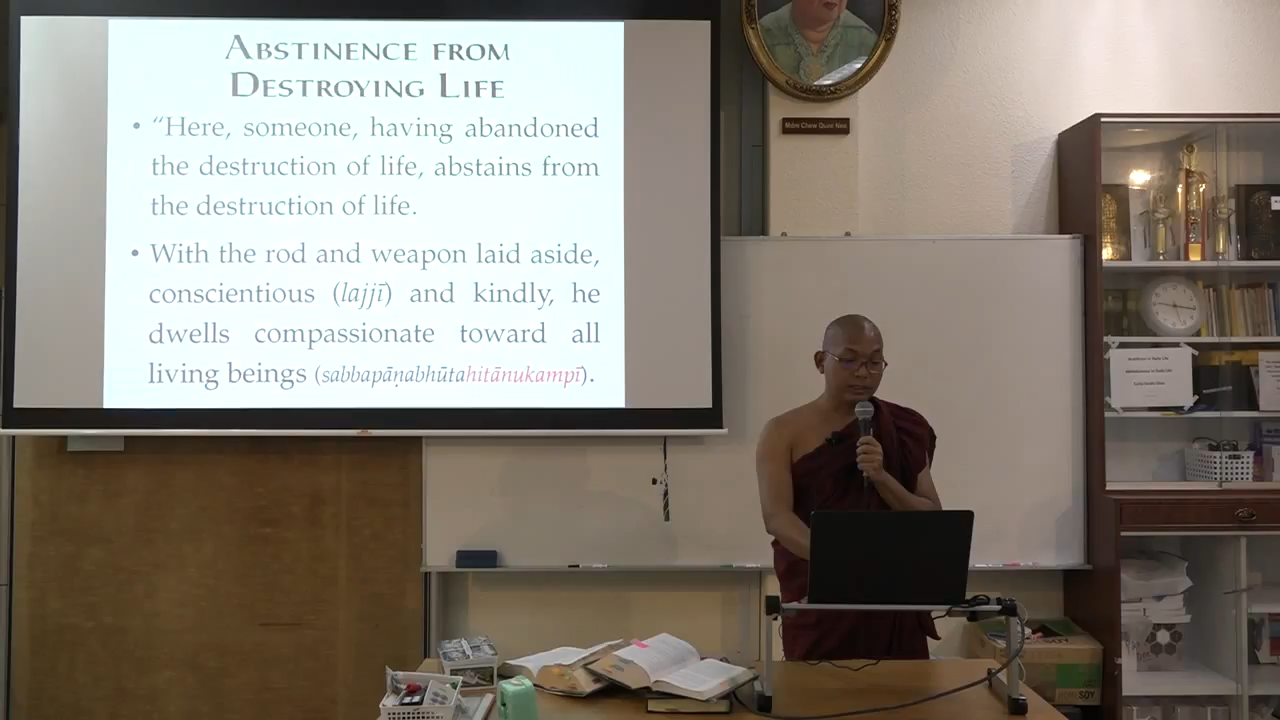 ABSTINENCE FROM
DESTROYING LIFE
• “Here, someone, having abandoned
the destruction of life, abstains from
the destruction of life.
• With the rod and weapon laid aside,
conscientious (lajjī) and kindly, he
dwells compassionate toward all
living beings (sabbapāṇabhūtahitānukampī).
SOY